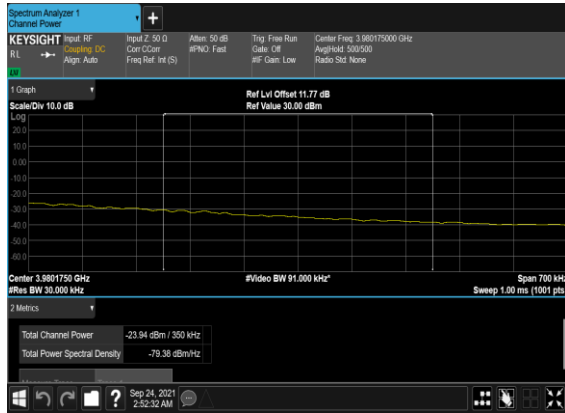 Spectrum Analyzer 1
Channel Power
+
KEYSIGHT
Input: RF
Coupling: DC
Align: Auto
Input Z: 50 Ω
Corr CCorr
Freq Ref: Int (S)
Atten: 50 dB
#PNO: Fast
Trig: Free Run
Gate: Off
#IF Gain: Low
Center Freq: 3.980175000 GHz
Avg|Hold: 500/500
Radio Std: None
R L
1 Graph
Scale/Div 10.0 dB
Ref Lvl Offset 11.77 dB
Ref Value 30.00 dBm
Log
20.0
10.0
0.00
-10.0
-20.0
-30.0
-40.0
-50.0
-60.0
Center 3.9801750 GHz
#Res BW 30.000 kHz
#Video BW 91.000 kHz*
Span 700 kHz
Sweep 1.00 ms (1001 pts
2 Metrics
Total Channel Power -23.94 dBm / 350 kHz
Total Power Spectral Density -79.38 dBm/Hz
?
Sep 24, 2021
2:52:32 AM